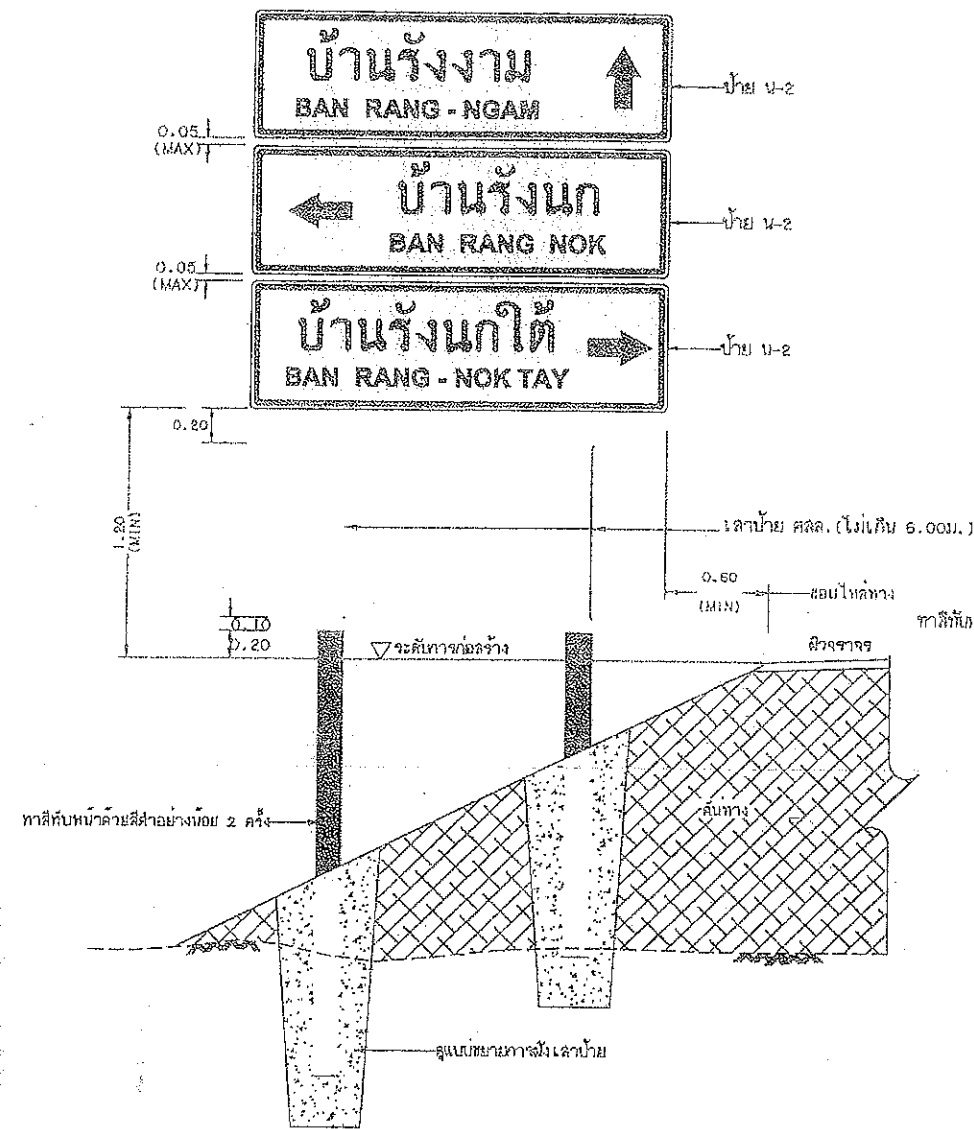 บ้านรังงาม
BAN RANG - NGAM
ป้าย น-2
0.05
(MAX)
บ้านรังนก
BAN RANG NOK
ป้าย น-2
0.05
(MAX)
บ้านรังนกใต้
BAN RANG - NOK TAY
ป้าย น-2
0.20
1.20
(MIN)
เสาป้าย คสล. (ไม่เกิน 6.00ม.)
0.60
(MIN)
ขอบไหล่ทาง
ทาสีทับ
0.10
0.20
ระดับการก่อสร้าง
ผิวจราจร
ทาสีทับหน้าด้วยสีดำอย่างน้อย 2 ครั้ง
คันทาง
ดูแบบขยายการฝังเสาป้าย